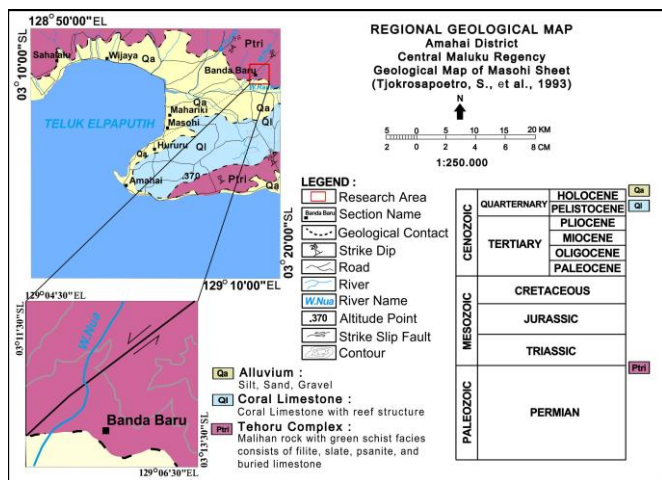 128°50'00"EL
03°10'00"SL
Sahalalu
Wijaya
Qa
Ptri
Banda Baru
W.Kawa
Qa
Mahariki
Masohi
TELUK ELPAPUTIH
Hururu
Ql
Qa
.370
Ptri
Amahai
03°20'00"SL
129°10'00"EL
129°04'30"EL
03°11'30"SL
W.Nua
Banda Baru
03°13'30"SL
129°06'30"EL
REGIONAL GEOLOGICAL MAP
Amahai District
Central Maluku Regency
Geological Map of Masohi Sheet
(Tjokrosapoetro, S., et al., 1993)
N
5 0 5 10 15 20 KM
2 0 2 4 6 8 CM
1:250.000
LEGEND :
Research Area
Banda Baru Section Name
Geological Contact
Strike Dip
Road
River
W.Nua River Name
.370 Altitude Point
Strike Slip Fault
Contour
Qa Alluvium :
Silt, Sand, Gravel
Ql Coral Limestone :
Coral Limestone with reef structure
Ptri Tehoru Complex :
Malihan rock with green schist facies
consists of filite, slate, psanite, and
buried limestone
CENOZOIC
QUARTERNARY
HOLOCENE
Qa
PELISTOCENE
Ql
TERTIARY
PLIOCENE
MIOCENE
OLIGOCENE
PALEOCENE
MESOZOIC
CRETACEOUS
JURASSIC
TRIASSIC
Ptri
PALEOZOIC
PERMIAN